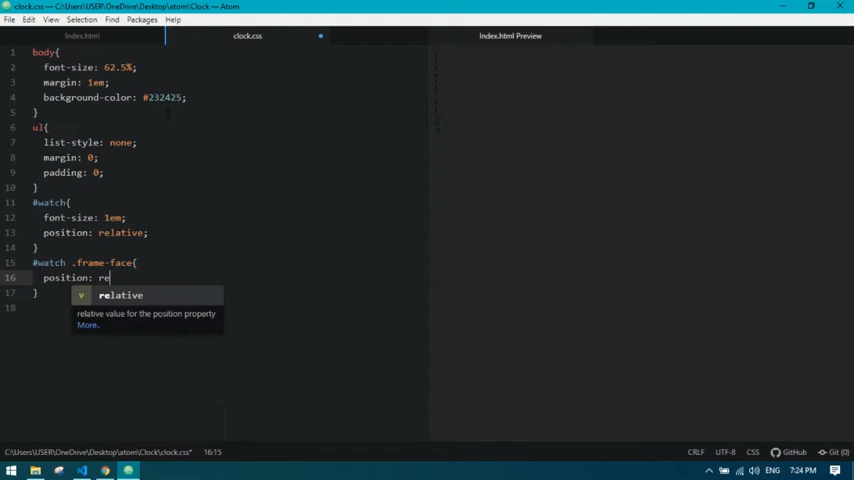 clock.css — C:\Users\USER\OneDrive\Desktop\atom\Clock — Atom
File Edit View Selection Find Packages Help
Index.html
clock.css
Index.html Preview
1 body{
2 font-size: 62.5%;
3 margin: 1em;
4 background-color: #232425;
5 }
6 ul{
7 list-style: none;
8 margin: 0;
9 padding: 0;
10 }
11 #watch{
12 font-size: 1em;
13 position: relative;
14 }
15 #watch .frame-face{
16 position: re
17 }
18
v relative
relative value for the position property
More..
C:\Users\USER\OneDrive\Desktop\atom\Clock\clock.css* 16:15
CRLF UTF-8 CSS GitHub Git (0)
ENG 7:24 PM